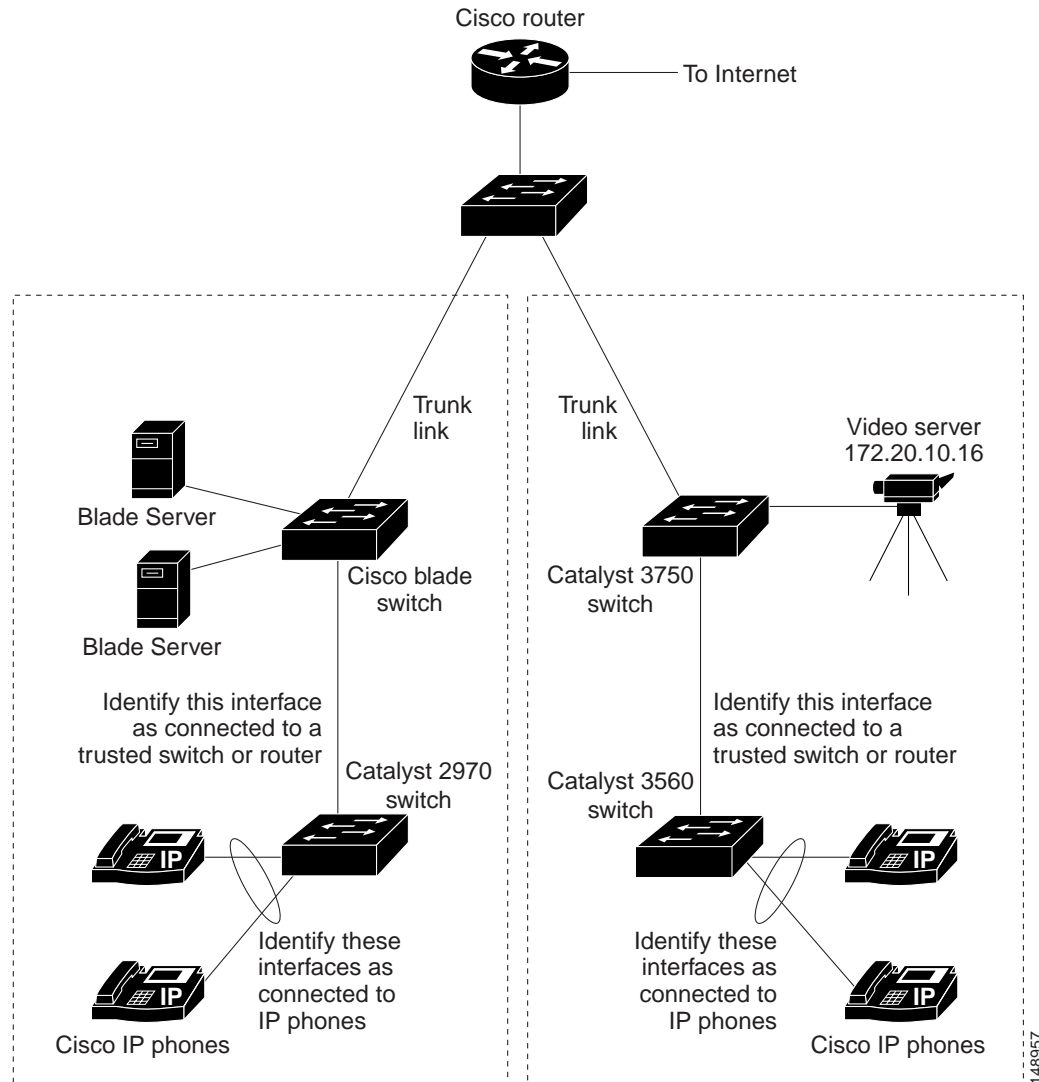 Cisco router
To Internet
Trunk
link
Trunk
link
Video server
172.20.10.16
Blade Server
Cisco blade
switch
Catalyst 3750
switch
Blade Server
Identify this interface
as connected to a
trusted switch or router
Identify this interface
as connected to a
trusted switch or router
Catalyst 2970
switch
Catalyst 3560
switch
IP
IP
Identify these
interfaces as
connected to
IP phones
Identify these
interfaces as
connected to
IP phones
IP
IP
Cisco IP phones
Cisco IP phones
148957